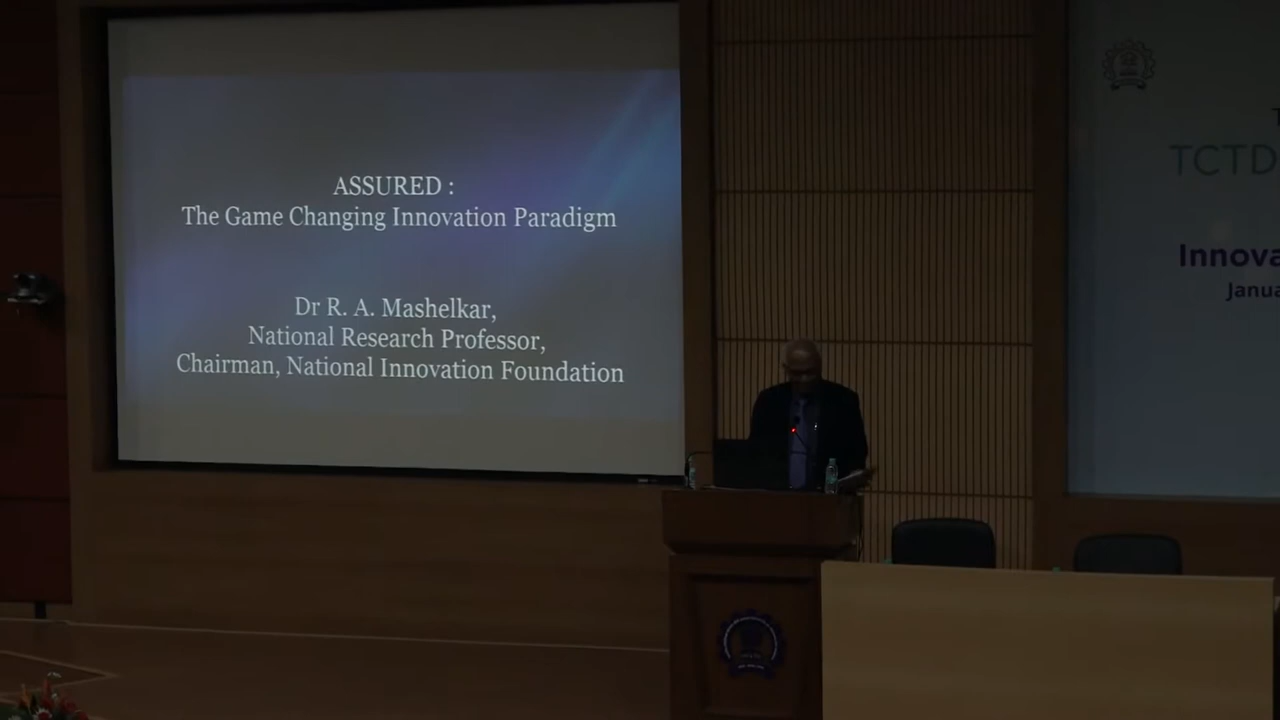 ASSURED :
The Game Changing Innovation Paradigm
Dr R. A. Mashelkar,
National Research Professor,
Chairman, National Innovation Foundation
TCTD
Innova
Janua